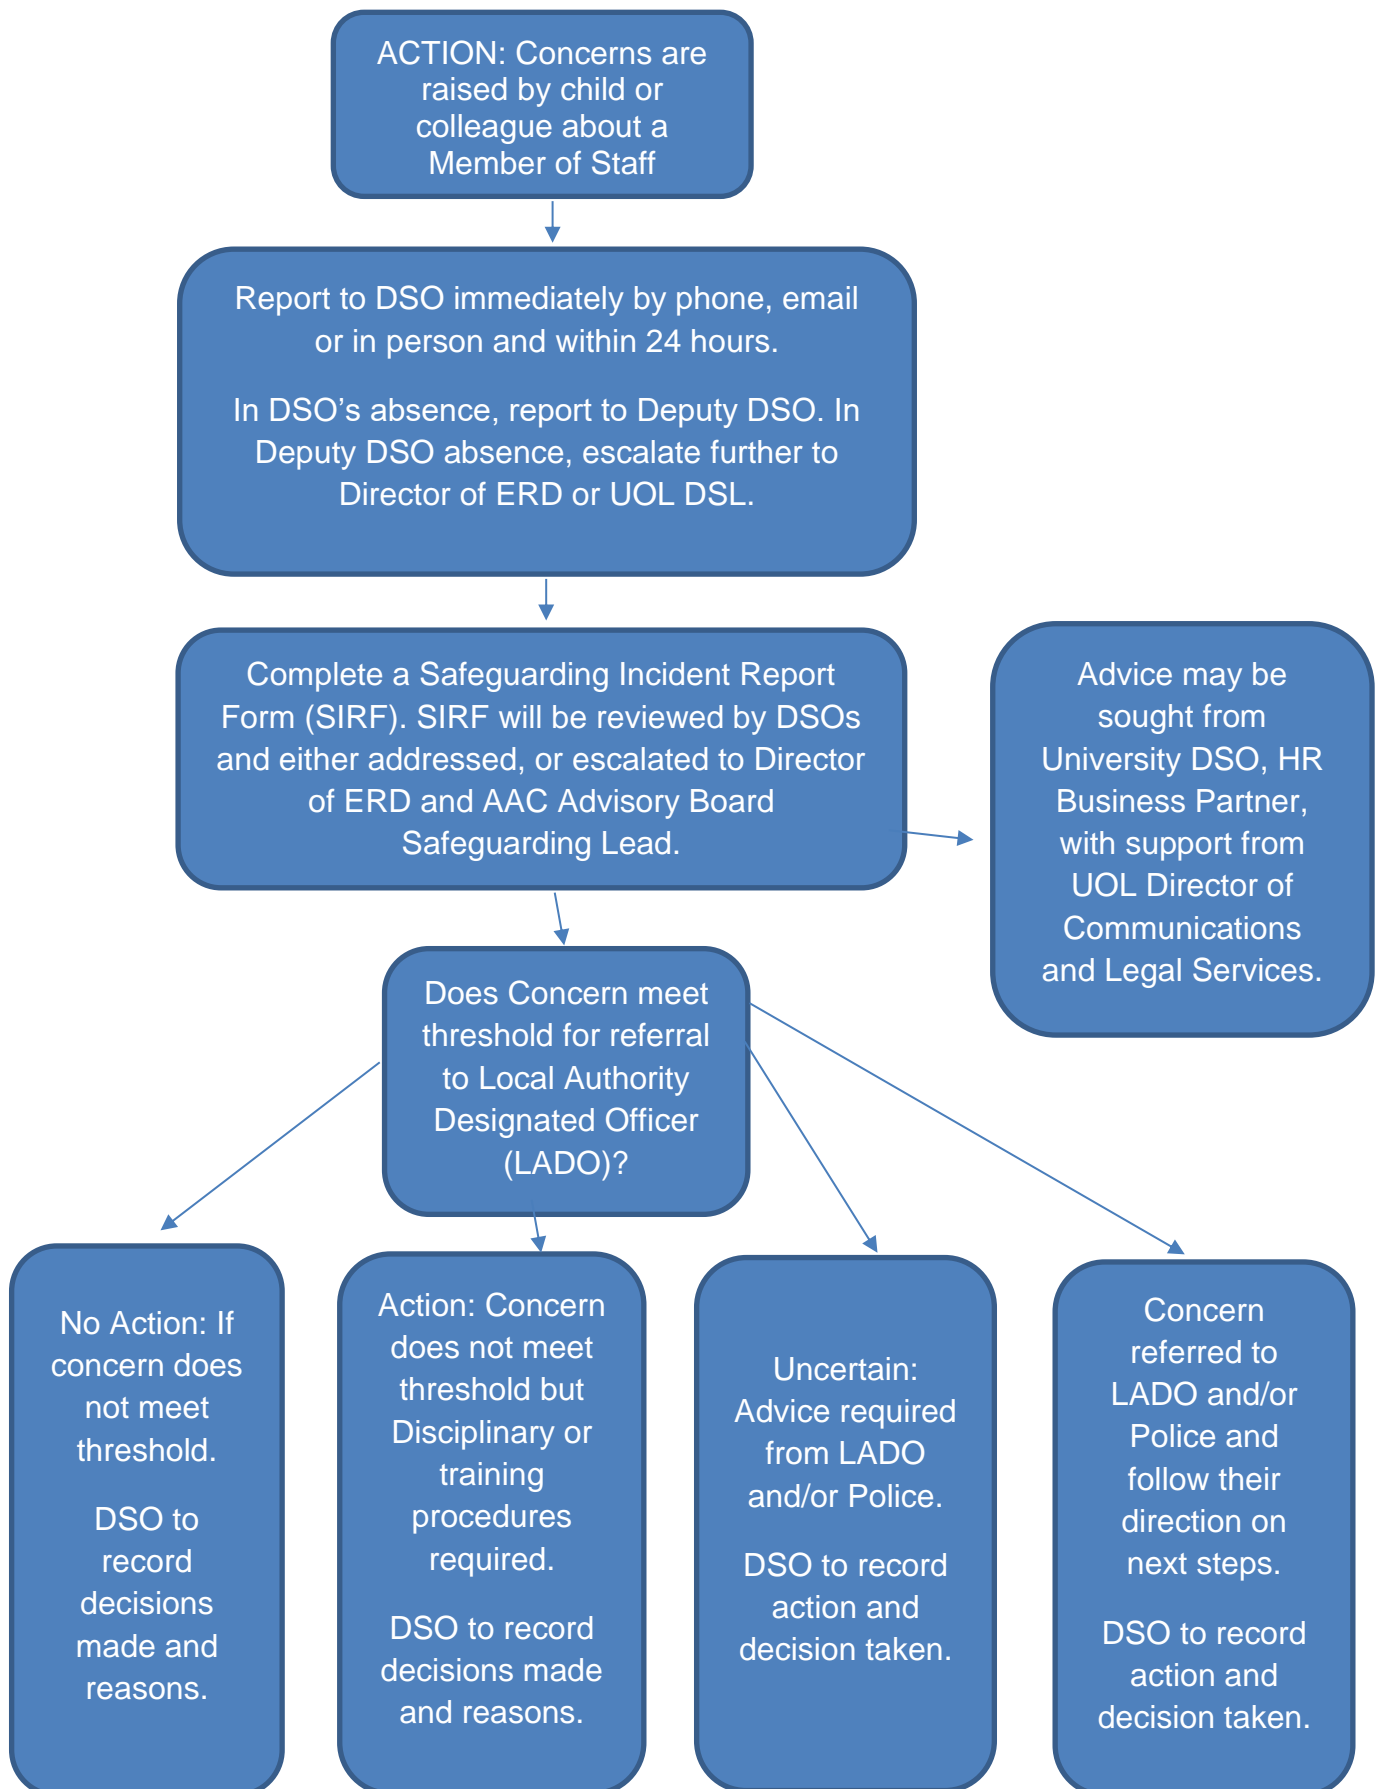 ACTION: Concerns are
raised by child or
colleague about a
Member of Staff
Report to DSO immediately by phone, email
or in person and within 24 hours.
In DSO’s absence, report to Deputy DSO. In
Deputy DSO absence, escalate further to
Director of ERD or UOL DSL.
Complete a Safeguarding Incident Report
Form (SIRF). SIRF will be reviewed by DSOs
and either addressed, or escalated to Director
of ERD and AAC Advisory Board
Safeguarding Lead.
Advice may be
sought from
University DSO, HR
Business Partner,
with support from
UOL Director of
Communications
and Legal Services.
Does Concern meet
threshold for referral
to Local Authority
Designated Officer
(LADO)?
No Action: If
concern does
not meet
threshold.
DSO to
record
decisions
made and
reasons.
Action: Concern
does not meet
threshold but
Disciplinary or
training
procedures
required.
DSO to record
decisions made
and reasons.
Uncertain:
Advice required
from LADO
and/or Police.
DSO to record
action and
decision taken.
Concern
referred to
LADO and/or
Police and
follow their
direction on
next steps.
DSO to record
action and
decision taken.